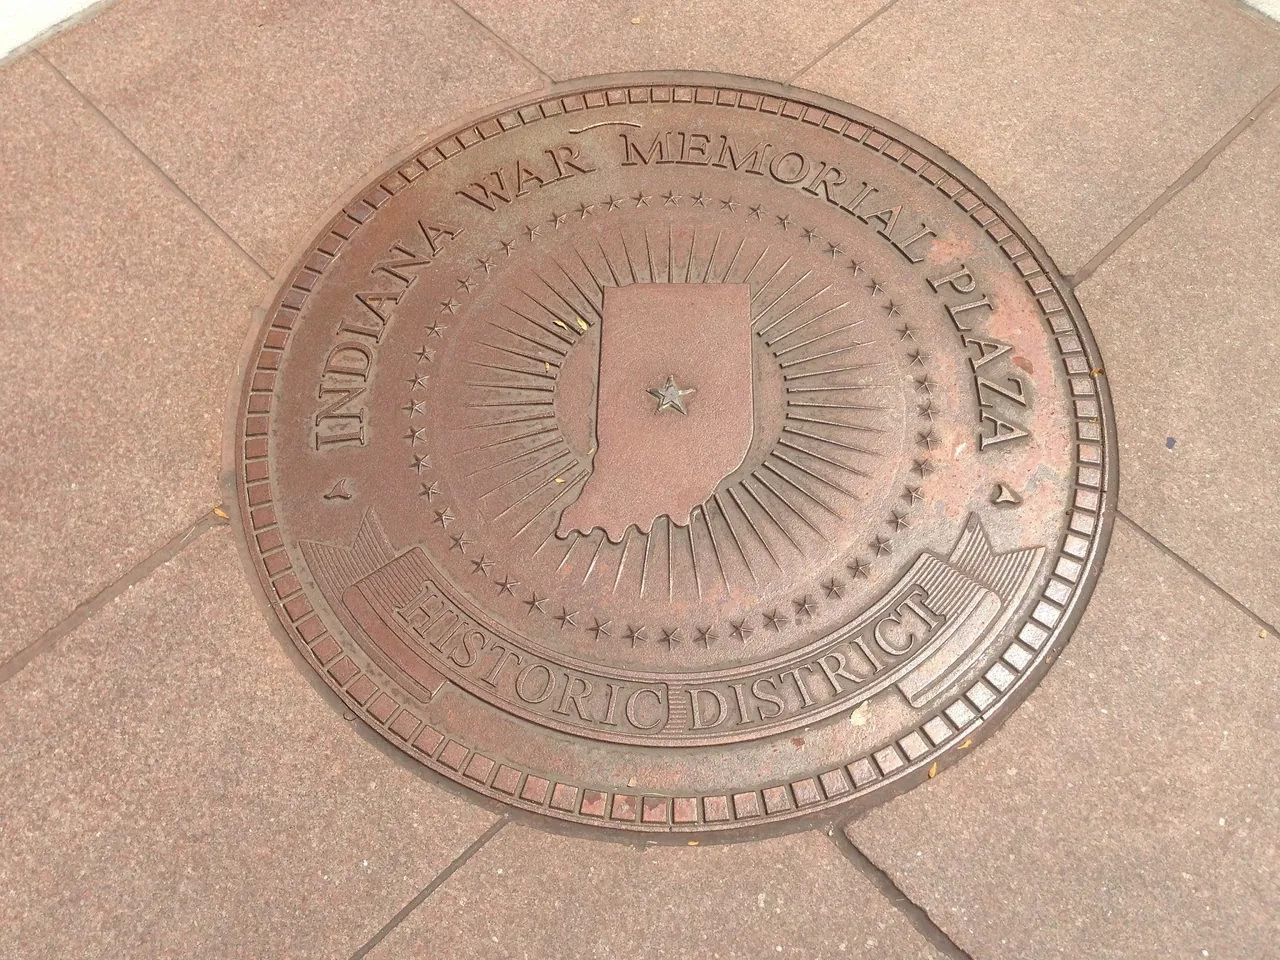 INDIANA WAR MEMORIAL PLAZA
HISTORIC DISTRICT